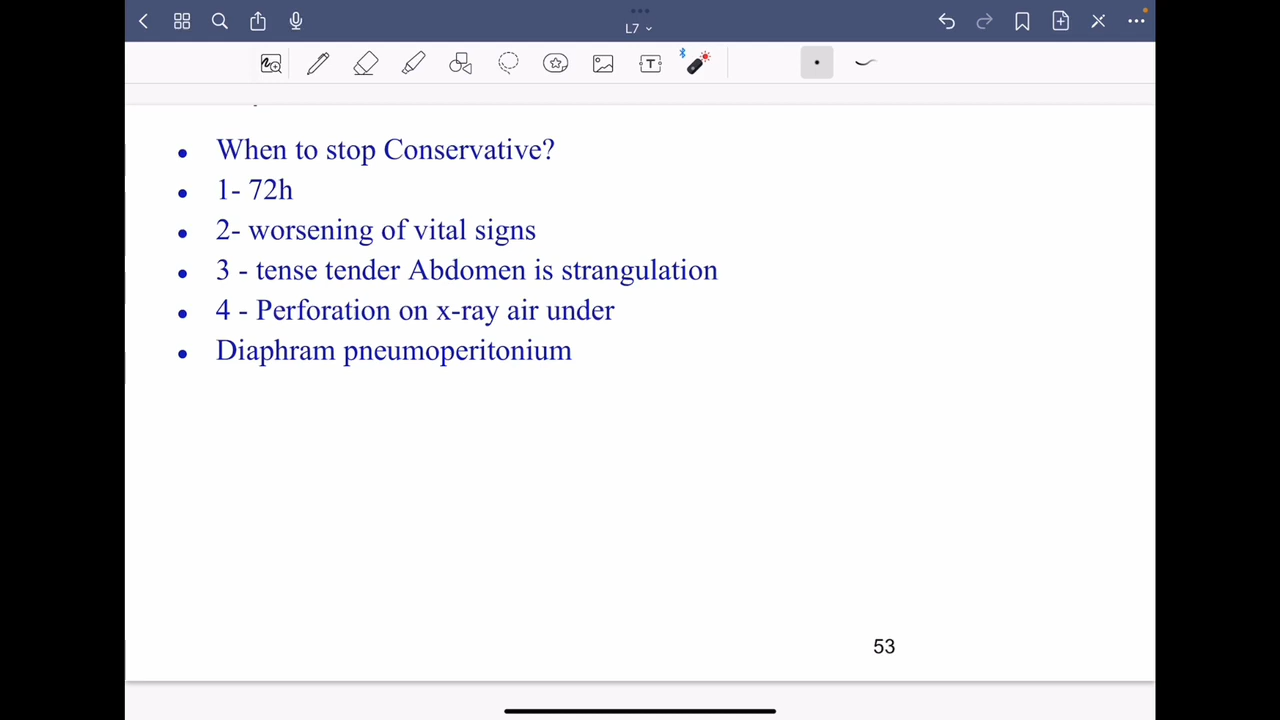 L7
When to stop Conservative?
1- 72h
2- worsening of vital signs
3 - tense tender Abdomen is strangulation
4 - Perforation on x-ray air under
Diaphram pneumoperitonium
53